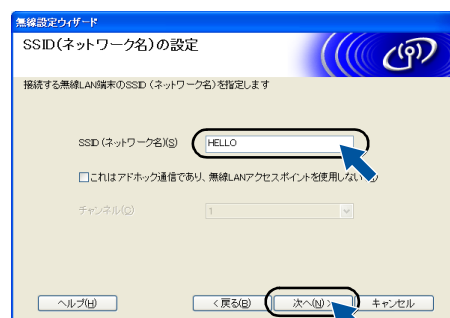 無線設定ウィザード
SSID(ネットワーク名)の設定
接続する無線LAN端末のSSID (ネットワーク名)を指定します
SSID (ネットワーク名)(S) HELLO
これはアドホック通信であり、無線LANアクセスポイントを使用しない
チャンネル(C) 1
ヘルプ(H) < 戻る(B) 次へ(N) > キャンセル